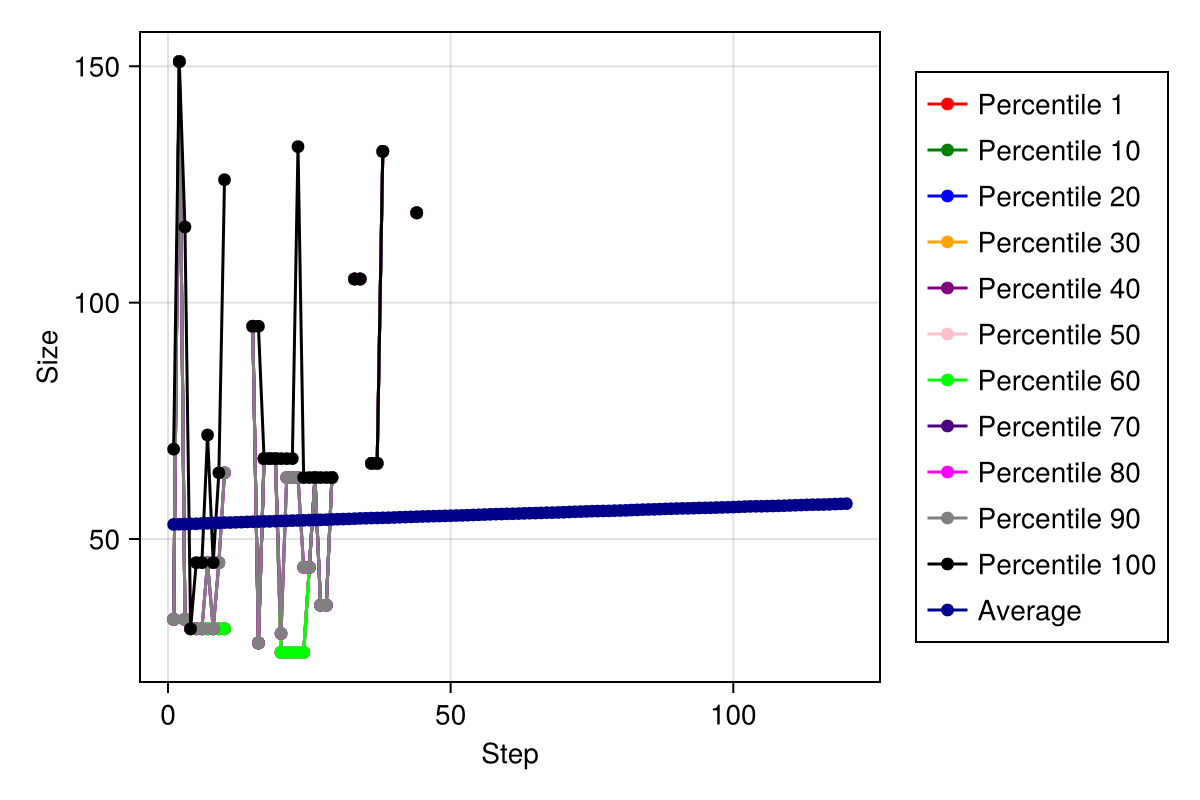 150
100
50
0
50
100
Size
Step
Percentile 1
Percentile 10
Percentile 20
Percentile 30
Percentile 40
Percentile 50
Percentile 60
Percentile 70
Percentile 80
Percentile 90
Percentile 100
Average